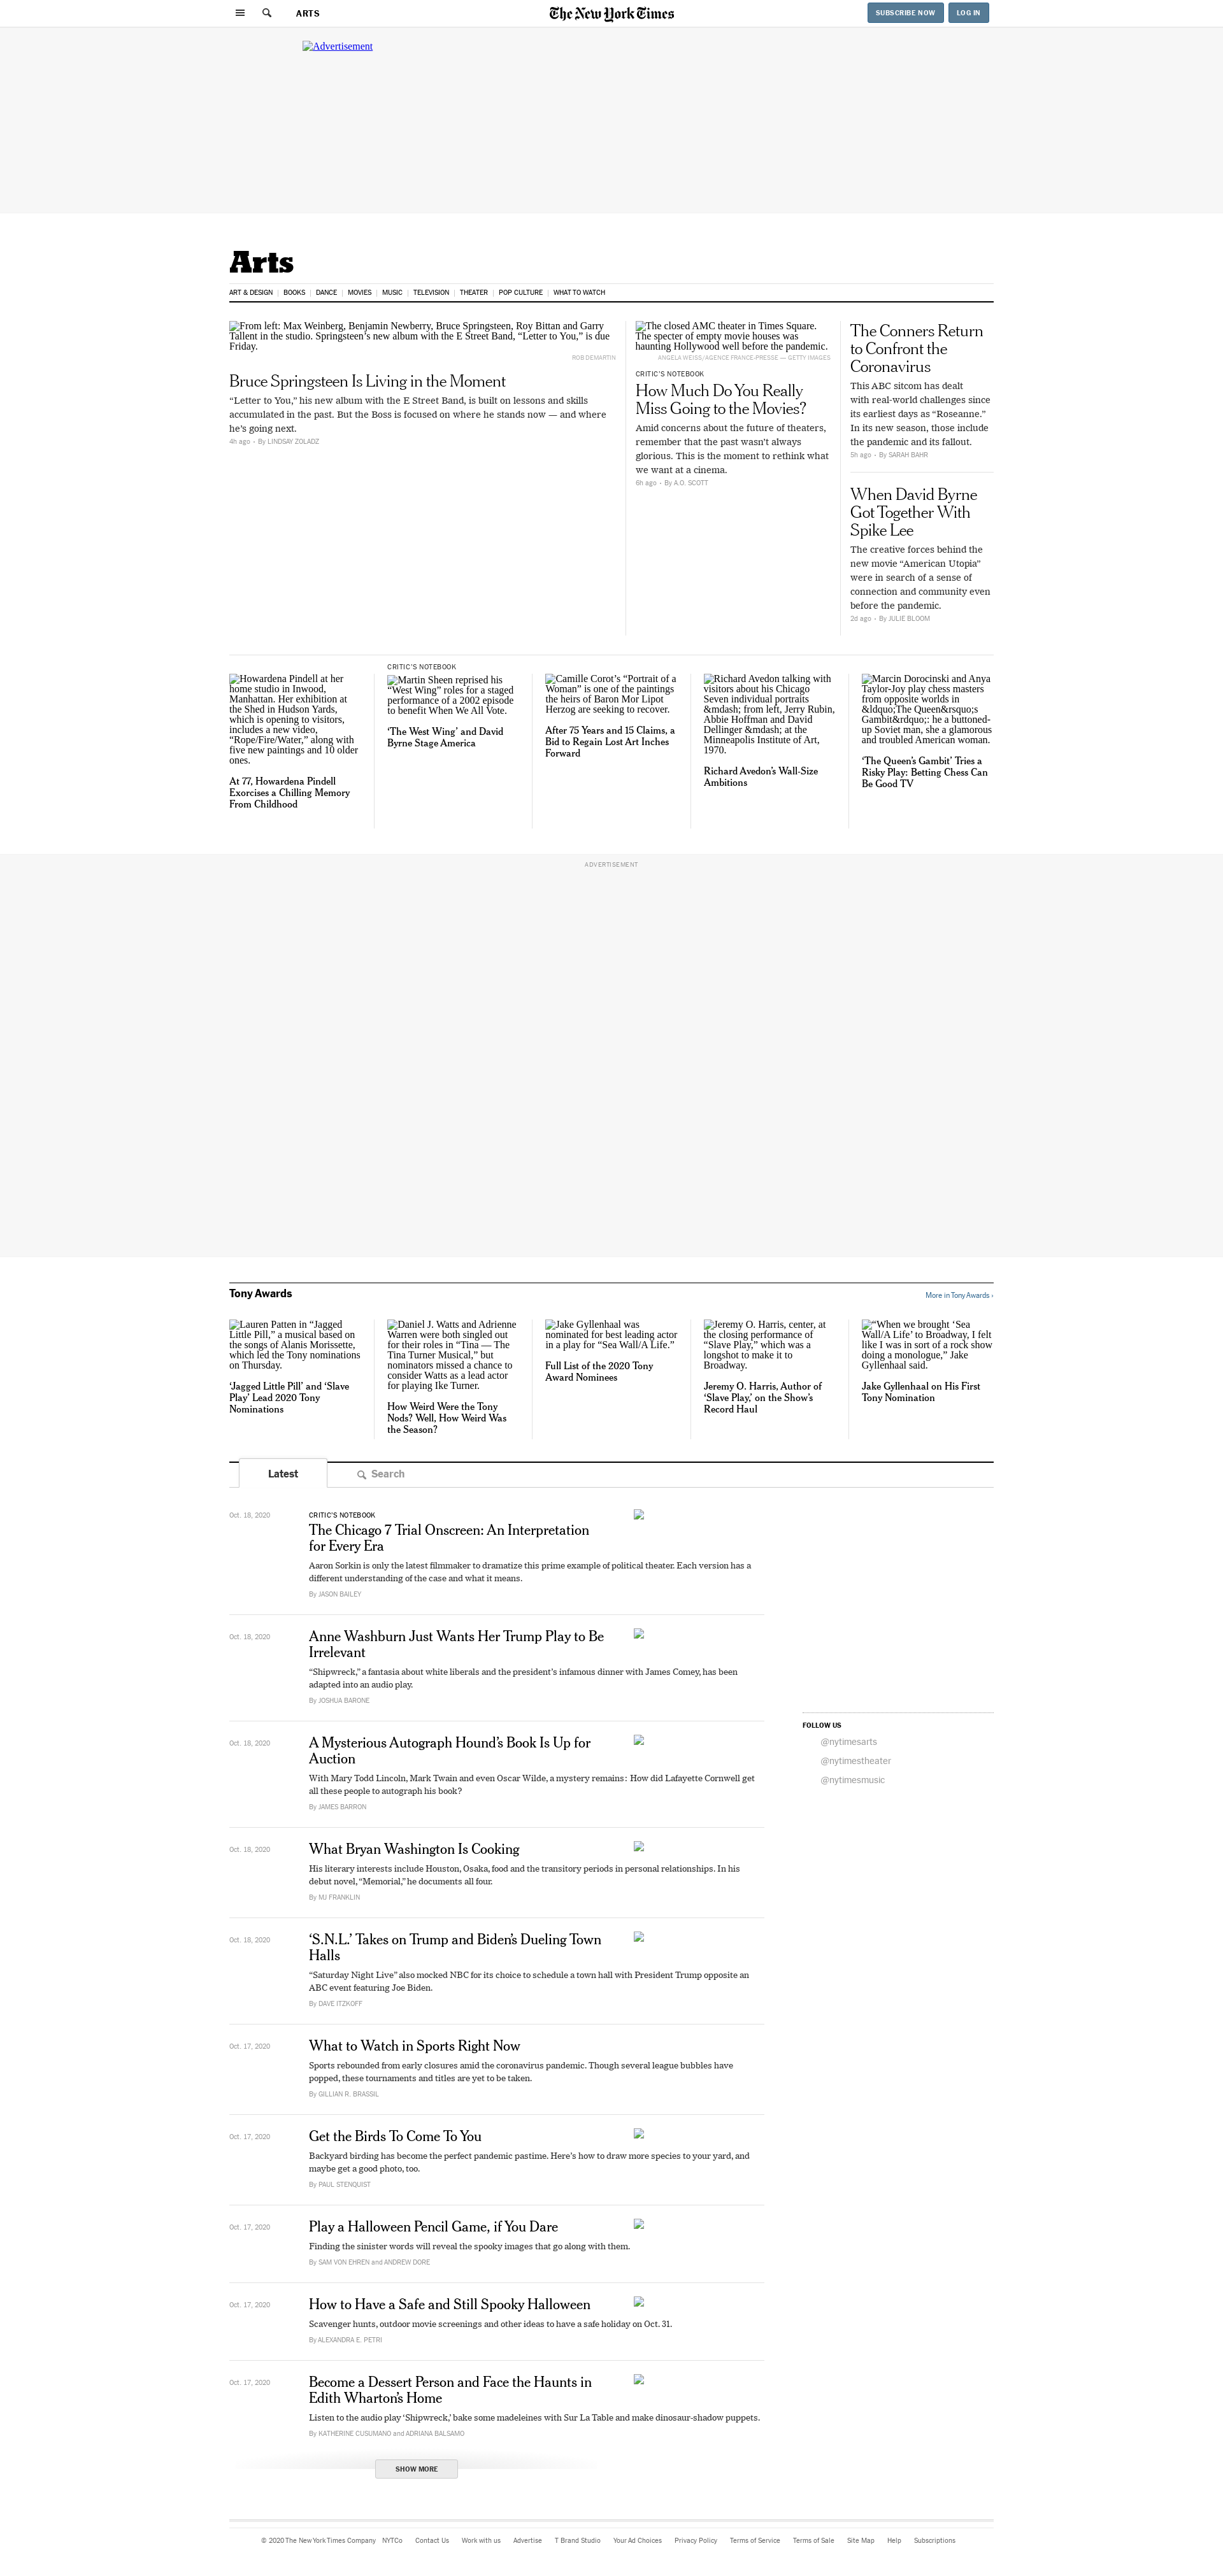 ARTS
The New York Times
SUBSCRIBE NOW
LOG IN
Advertisement
Arts
ART & DESIGN
BOOKS
DANCE
MOVIES
MUSIC
TELEVISION
THEATER
POP CULTURE
WHAT TO WATCH
From left: Max Weinberg, Benjamin Newberry, Bruce Springsteen, Roy Bittan and Garry
Tallent in the studio. Springsteen’s new album with the E Street Band, “Letter to You,” is due
Friday.
ROB DEMARTIN
Bruce Springsteen Is Living in the Moment
“Letter to You,” his new album with the E Street Band, is built on lessons and skills
accumulated in the past. But the Boss is focused on where he stands now — and where
he’s going next.
4h ago • By LINDSAY ZOLADZ
The closed AMC theater in Times Square.
The specter of empty movie houses was
haunting Hollywood well before the pandemic.
ANGELA WEISS/AGENCE FRANCE-PRESSE — GETTY IMAGES
CRITIC’S NOTEBOOK
How Much Do You Really
Miss Going to the Movies?
Amid concerns about the future of theaters,
remember that the past wasn’t always
glorious. This is the moment to rethink what
we want at a cinema.
6h ago • By A.O. SCOTT
The Conners Return
to Confront the
Coronavirus
This ABC sitcom has dealt
with real-world challenges since
its earliest days as “Roseanne.”
In its new season, those include
the pandemic and its fallout.
5h ago • By SARAH BAHR
When David Byrne
Got Together With
Spike Lee
The creative forces behind the
new movie “American Utopia”
were in search of a sense of
connection and community even
before the pandemic.
2d ago • By JULIE BLOOM
Howardena Pindell at her
home studio in Inwood,
Manhattan. Her exhibition at
the Shed in Hudson Yards,
which is opening to visitors,
includes a new video,
“Rope/Fire/Water,” along with
five new paintings and 10 older
ones.
At 77, Howardena Pindell
Exorcises a Chilling Memory
From Childhood
CRITIC’S NOTEBOOK
Martin Sheen reprised his
“West Wing” roles for a staged
performance of a 2002 episode
to benefit When We All Vote.
‘The West Wing’ and David
Byrne Stage America
Camille Corot’s “Portrait of a
Woman” is one of the paintings
the heirs of Baron Mor Lipot
Herzog are seeking to recover.
After 75 Years and 15 Claims, a
Bid to Regain Lost Art Inches
Forward
Richard Avedon talking with
visitors about his Chicago
Seven individual portraits
&mdash; from left, Jerry Rubin,
Abbie Hoffman and David
Dellinger &mdash; at the
Minneapolis Institute of Art,
1970.
Richard Avedon’s Wall-Size
Ambitions
Marcin Dorocinski and Anya
Taylor-Joy play chess masters
from opposite worlds in
&ldquo;The Queen&rsquo;s
Gambit&rdquo;: he a buttoned-
up Soviet man, she a glamorous
and troubled American woman.
‘The Queen’s Gambit’ Tries a
Risky Play: Betting Chess Can
Be Good TV
ADVERTISEMENT
Tony Awards
More in Tony Awards ›
Lauren Patten in “Jagged
Little Pill,” a musical based on
the songs of Alanis Morissette,
which led the Tony nominations
on Thursday.
‘Jagged Little Pill’ and ‘Slave
Play’ Lead 2020 Tony
Nominations
Daniel J. Watts and Adrienne
Warren were both singled out
for their roles in “Tina — The
Tina Turner Musical,” but
nominators missed a chance to
consider Watts as a lead actor
for playing Ike Turner.
How Weird Were the Tony
Nods? Well, How Weird Was
the Season?
Jake Gyllenhaal was
nominated for best leading actor
in a play for “Sea Wall/A Life.”
Full List of the 2020 Tony
Award Nominees
Jeremy O. Harris, center, at
the closing performance of
“Slave Play,” which was a
longshot to make it to
Broadway.
Jeremy O. Harris, Author of
‘Slave Play,’ on the Show’s
Record Haul
“When we brought ‘Sea
Wall/A Life’ to Broadway, I felt
like I was in sort of a rock show
doing a monologue,” Jake
Gyllenhaal said.
Jake Gyllenhaal on His First
Tony Nomination
Latest
Search
Oct. 18, 2020
CRITIC’S NOTEBOOK
The Chicago 7 Trial Onscreen: An Interpretation
for Every Era
Aaron Sorkin is only the latest filmmaker to dramatize this prime example of political theater. Each version has a
different understanding of the case and what it means.
By JASON BAILEY
Oct. 18, 2020
Anne Washburn Just Wants Her Trump Play to Be
Irrelevant
“Shipwreck,” a fantasia about white liberals and the president’s infamous dinner with James Comey, has been
adapted into an audio play.
By JOSHUA BARONE
Oct. 18, 2020
A Mysterious Autograph Hound’s Book Is Up for
Auction
With Mary Todd Lincoln, Mark Twain and even Oscar Wilde, a mystery remains: How did Lafayette Cornwell get
all these people to autograph his book?
By JAMES BARRON
Oct. 18, 2020
What Bryan Washington Is Cooking
His literary interests include Houston, Osaka, food and the transitory periods in personal relationships. In his
debut novel, “Memorial,” he documents all four.
By MJ FRANKLIN
Oct. 18, 2020
‘S.N.L.’ Takes on Trump and Biden’s Dueling Town
Halls
“Saturday Night Live” also mocked NBC for its choice to schedule a town hall with President Trump opposite an
ABC event featuring Joe Biden.
By DAVE ITZKOFF
Oct. 17, 2020
What to Watch in Sports Right Now
Sports rebounded from early closures amid the coronavirus pandemic. Though several league bubbles have
popped, these tournaments and titles are yet to be taken.
By GILLIAN R. BRASSIL
Oct. 17, 2020
Get the Birds To Come To You
Backyard birding has become the perfect pandemic pastime. Here’s how to draw more species to your yard, and
maybe get a good photo, too.
By PAUL STENQUIST
Oct. 17, 2020
Play a Halloween Pencil Game, if You Dare
Finding the sinister words will reveal the spooky images that go along with them.
By SAM VON EHREN and ANDREW DORE
Oct. 17, 2020
How to Have a Safe and Still Spooky Halloween
Scavenger hunts, outdoor movie screenings and other ideas to have a safe holiday on Oct. 31.
By ALEXANDRA E. PETRI
Oct. 17, 2020
Become a Dessert Person and Face the Haunts in
Edith Wharton’s Home
Listen to the audio play ‘Shipwreck,’ bake some madeleines with Sur La Table and make dinosaur-shadow puppets.
By KATHERINE CUSUMANO and ADRIANA BALSAMO
SHOW MORE
FOLLOW US
@nytimesarts
@nytimestheater
@nytimesmusic
© 2020 The New York Times Company
NYTCo
Contact Us
Work with us
Advertise
T Brand Studio
Your Ad Choices
Privacy Policy
Terms of Service
Terms of Sale
Site Map
Help
Subscriptions